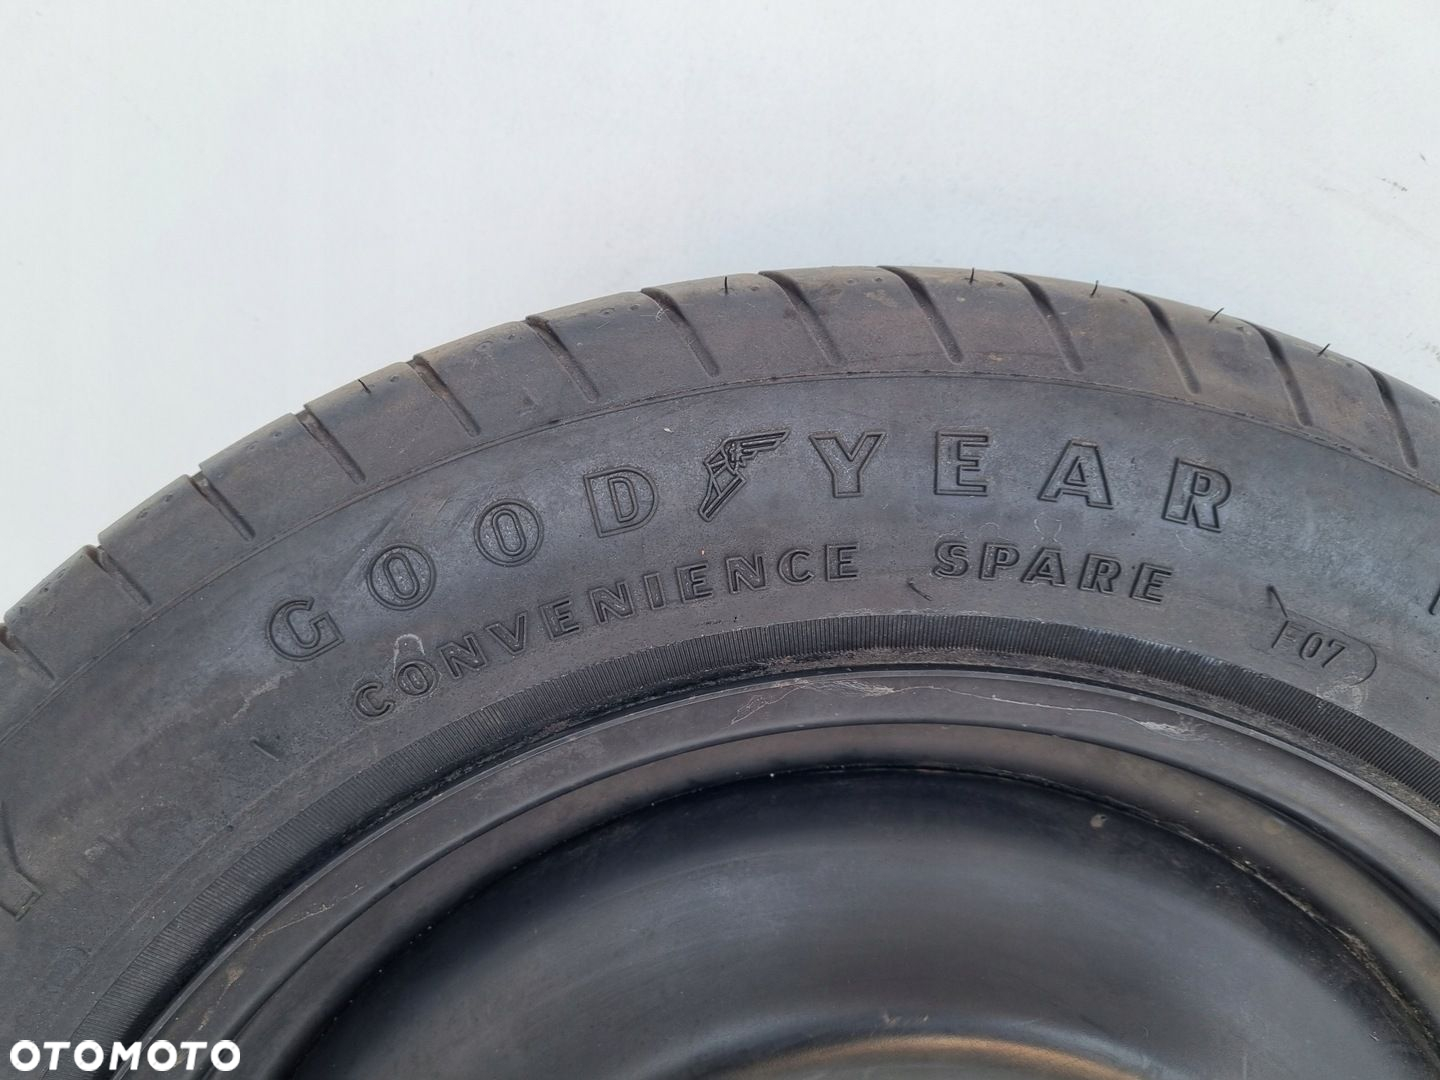 GOODYEAR
CONVENIENCE SPARE
F07
OTOMOTO